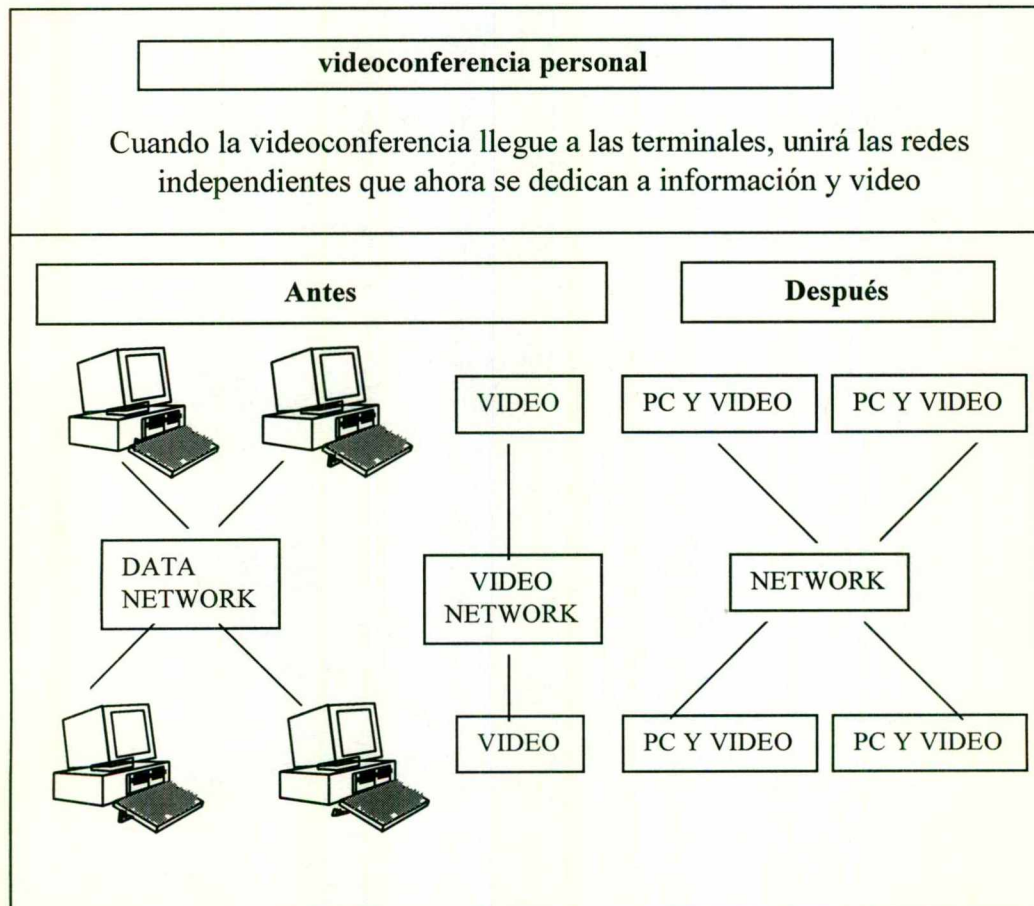 videoconferencia personal
Cuando la videoconferencia llegue a las terminales, unirá las redes
independientes que ahora se dedican a información y video
Antes
Después
VIDEO
PC Y VIDEO
PC Y VIDEO
DATA
NETWORK
VIDEO
NETWORK
NETWORK
VIDEO
PC Y VIDEO
PC Y VIDEO